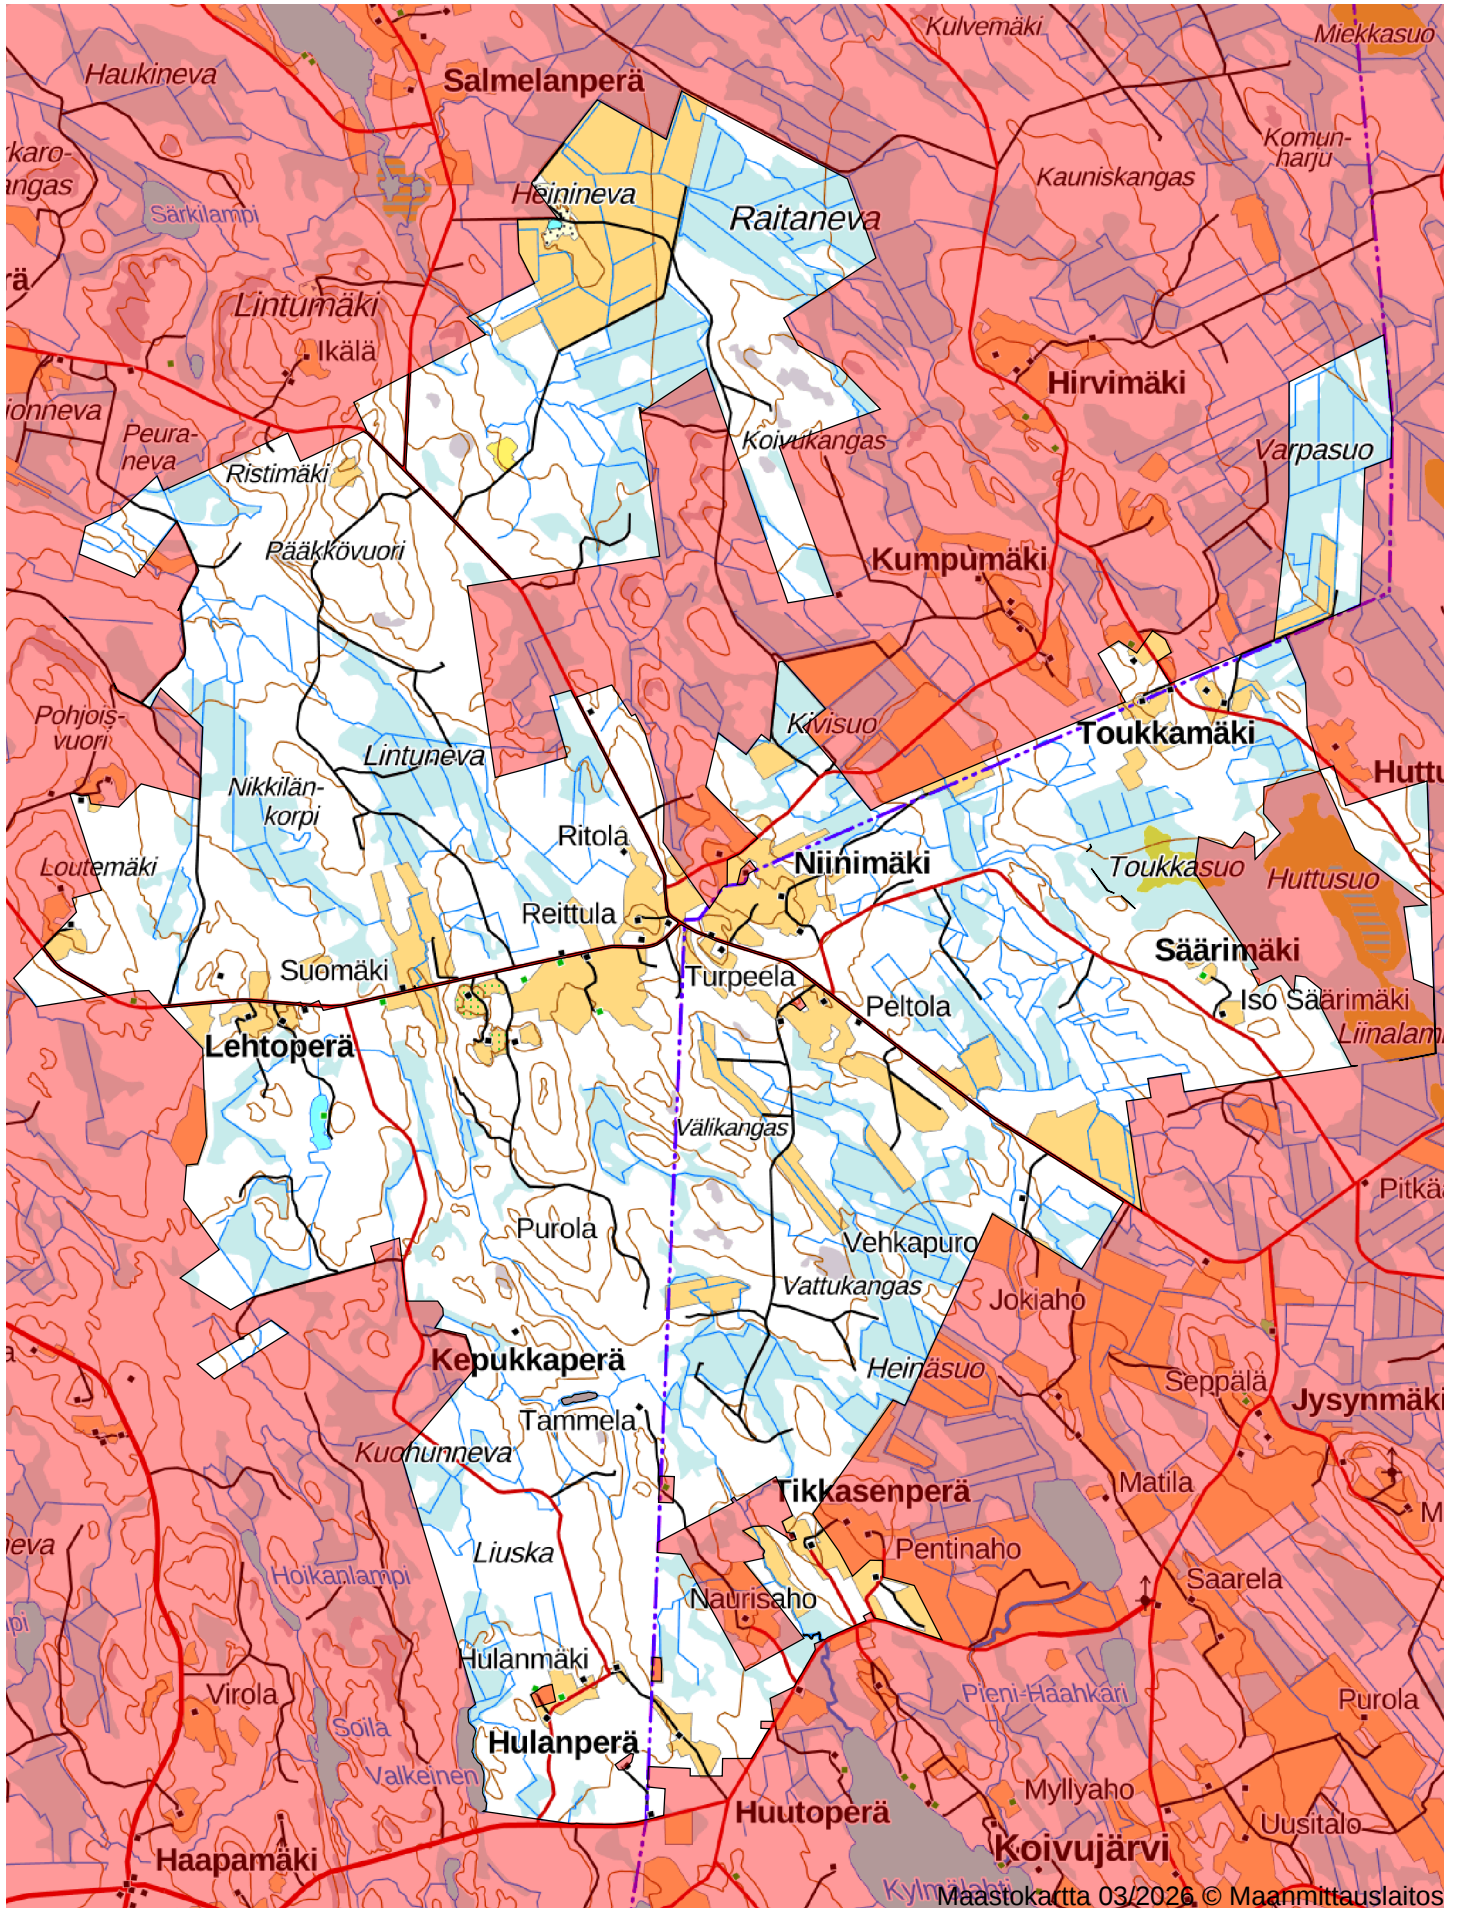 Kulvemäki
Miekkasuo
Haukineva
Salmelanperä
Komun-
harju
Kauniskangas
Heinineva
Särkilampi
Raitaneva
Lintumäki
Ikälä
Hirvimäki
Peura-
neva
Koivukangas
Varpasuo
Ristimäki
Pääkkövuori
Kumpumäki
Pohjois-
vuori
Kivisuo
Toukkamäki
Lintuneva
Nikkilän-
korpi
Ritola
Niinimäki
Loutemäki
Toukkasuo
Huttusuo
Reittula
Säärimäki
Suomäki
Turpeela
Peltola
Iso Säärimäki
Lehtoperä
Välikangas
Purola
Vehkapuro
Vattukangas
Jokiaho
Kepukkaperä
Heinäsuo
Seppälä
Jysynmäki
Tammela
Kuohunneva
Tikkasenperä
Matila
Liuska
Pentinaho
Hoikanlampi
Naurisaho
Saarela
Hulanmäki
Virola
Pieni-Haahkari
Purola
Soila
Hulanperä
Valkeinen
Myllyaho
Huutoperä
Uusitalo
Koivujärvi
Haapamäki
Kylmälahti
Maastokartta 03/2026 © Maanmittauslaitos